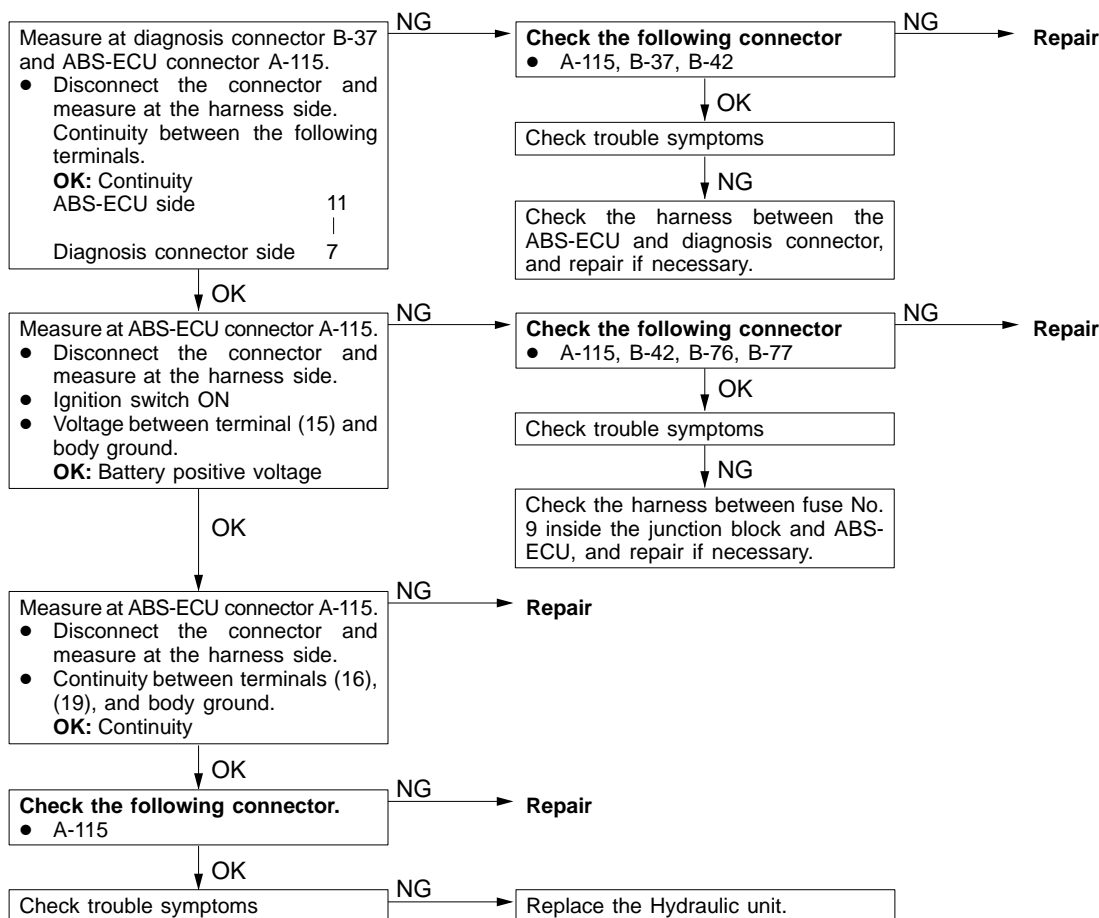 Measure at diagnosis connector B-37
and ABS-ECU connector A-115.
● Disconnect the connector and
measure at the harness side.
Continuity between the following
terminals.
OK: Continuity
ABS-ECU side 11
|
Diagnosis connector side 7
NG
Check the following connector
● A-115, B-37, B-42
NG
Repair
OK
Check trouble symptoms
NG
Check the harness between the
ABS-ECU and diagnosis connector,
and repair if necessary.
OK
Measure at ABS-ECU connector A-115.
● Disconnect the connector and
measure at the harness side.
● Ignition switch ON
● Voltage between terminal (15) and
body ground.
OK: Battery positive voltage
NG
Check the following connector
● A-115, B-42, B-76, B-77
NG
Repair
OK
Check trouble symptoms
NG
Check the harness between fuse No.
9 inside the junction block and ABS-
ECU, and repair if necessary.
OK
Measure at ABS-ECU connector A-115.
● Disconnect the connector and
measure at the harness side.
● Continuity between terminals (16),
(19), and body ground.
OK: Continuity
NG
Repair
OK
Check the following connector.
● A-115
NG
Repair
OK
Check trouble symptoms
NG
Replace the Hydraulic unit.